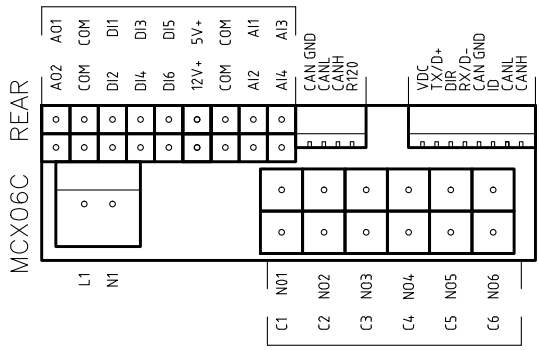 AO1 COM DI1 DI3 DI5 5V+ COM AI1 AI3
AO2 COM DI2 DI4 DI6 12V+ COM AI2 AI4
CAN GND
CANL
CANH
R120
VDC
TX/D+
DIR
RX/D-
CAN GND
ID
CANL
CANH
MCX06C REAR
L1 N1
NO1 NO2 NO3 NO4 NO5 NO6
C1 C2 C3 C4 C5 C6